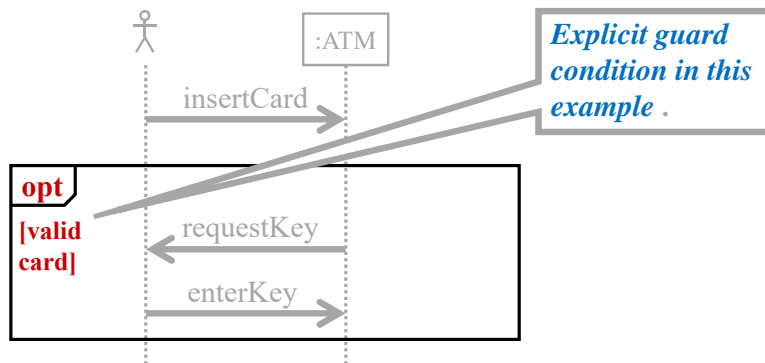 :ATM
Explicit guard
condition in this
example .
insertCard
opt
[valid
card]
requestKey
enterKey